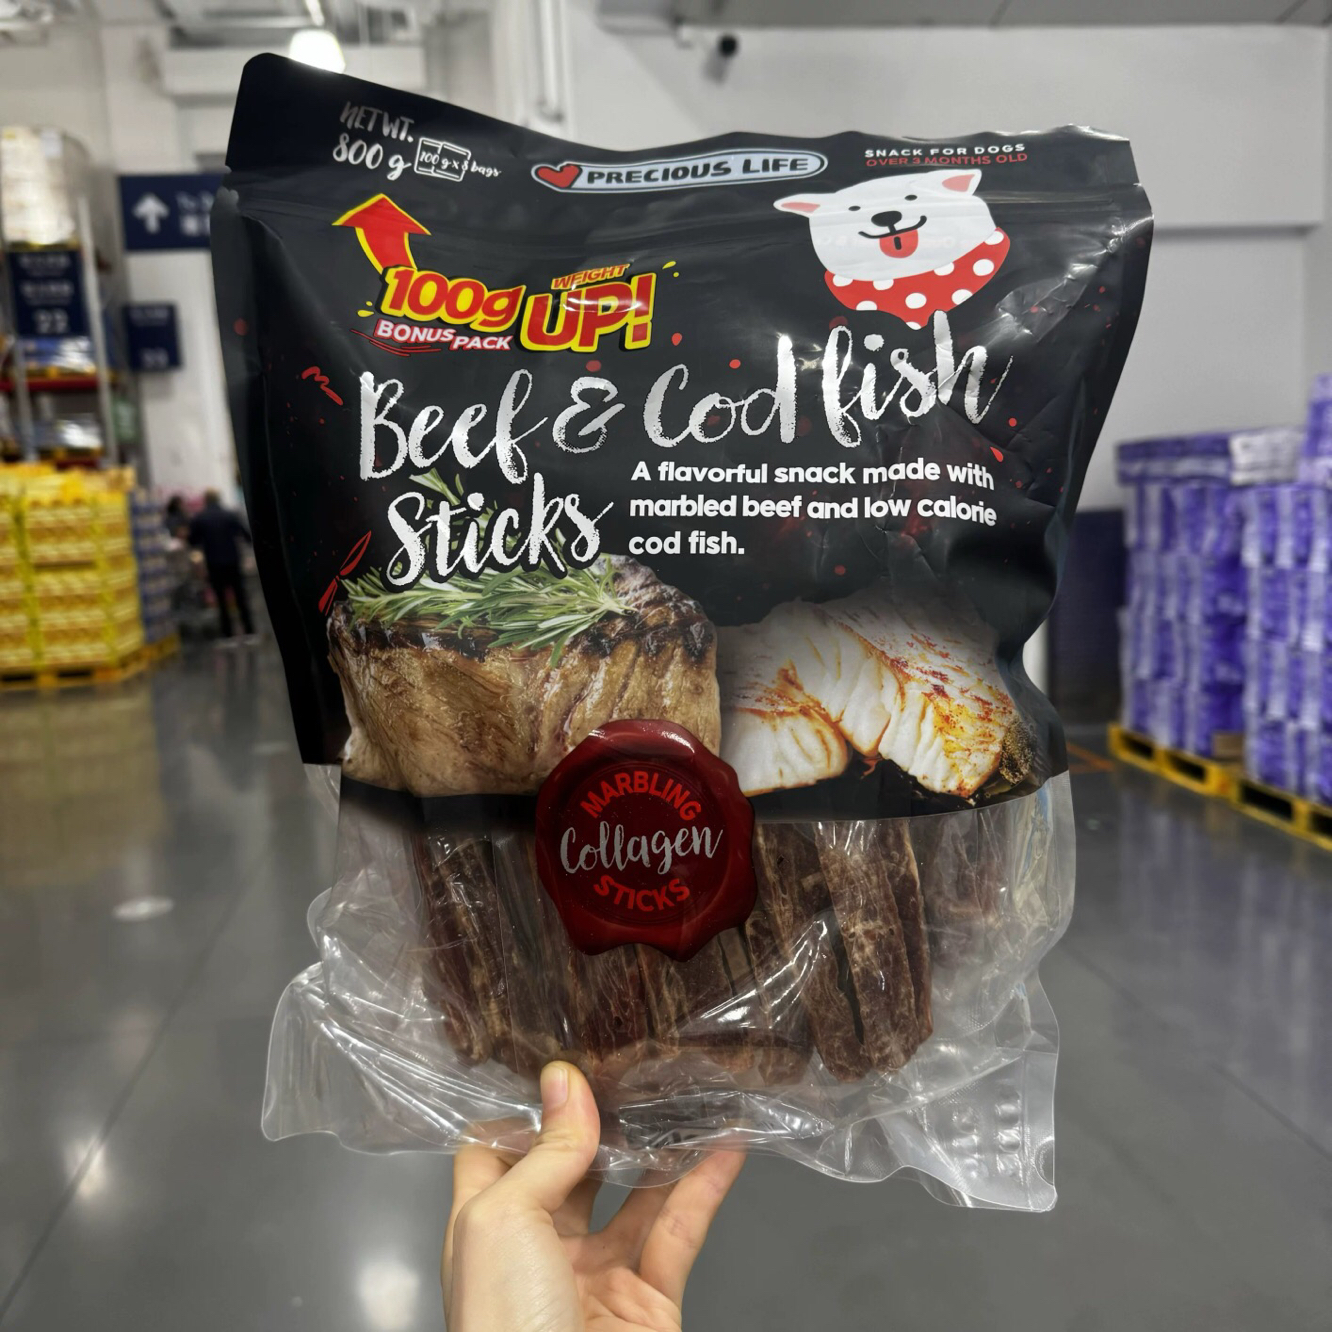 NET WT.
800 g
100 g x 8 bags
PRECIOUS LIFE
SNACK FOR DOGS
OVER 3 MONTHS OLD
100g
WEIGHT
UP!
BONUS PACK
Beef & Cod fish
Sticks
A flavorful snack made with
marbled beef and low calorie
cod fish.
MARBLING
Collagen
STICKS
22